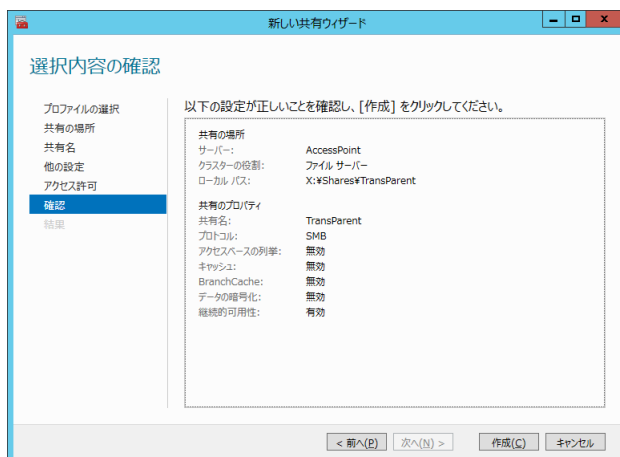 新しい共有ウィザード
選択内容の確認
プロファイルの選択
共有の場所
共有名
他の設定
アクセス許可
確認
結果
以下の設定が正しいことを確認し、[作成] をクリックしてください。
共有の場所
サーバー: AccessPoint
クラスターの役割: ファイル サーバー
ローカル パス: X:¥Shares¥TransParent
共有のプロパティ
共有名: TransParent
プロトコル: SMB
アクセスベースの列挙: 無効
キャッシュ: 無効
BranchCache: 無効
データの暗号化: 無効
継続的可用性: 有効
< 前へ(P) 次へ(N) > 作成(C) キャンセル